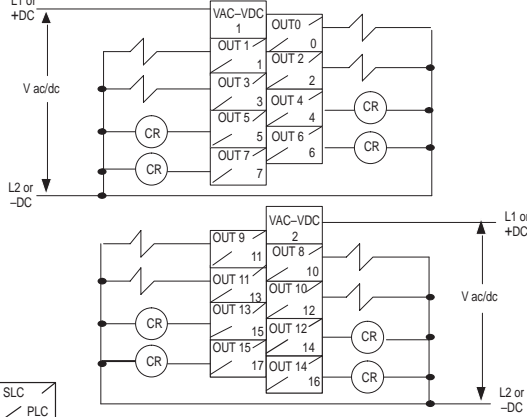 L1 or
+DC
VAC–VDC
1
OUT0
0
OUT 1
1
OUT 2
2
V ac/dc
OUT 3
3
OUT 4
4
CR
CR
OUT 5
5
OUT 6
6
CR
CR
OUT 7
7
L2 or
–DC
VAC–VDC
2
L1 or
+DC
OUT 9
11
OUT 8
10
OUT 11
13
OUT 10
12
V ac/dc
OUT 13
15
OUT 12
14
CR
CR
OUT 15
17
OUT 14
16
CR
CR
L2 or
–DC
SLC
PLC